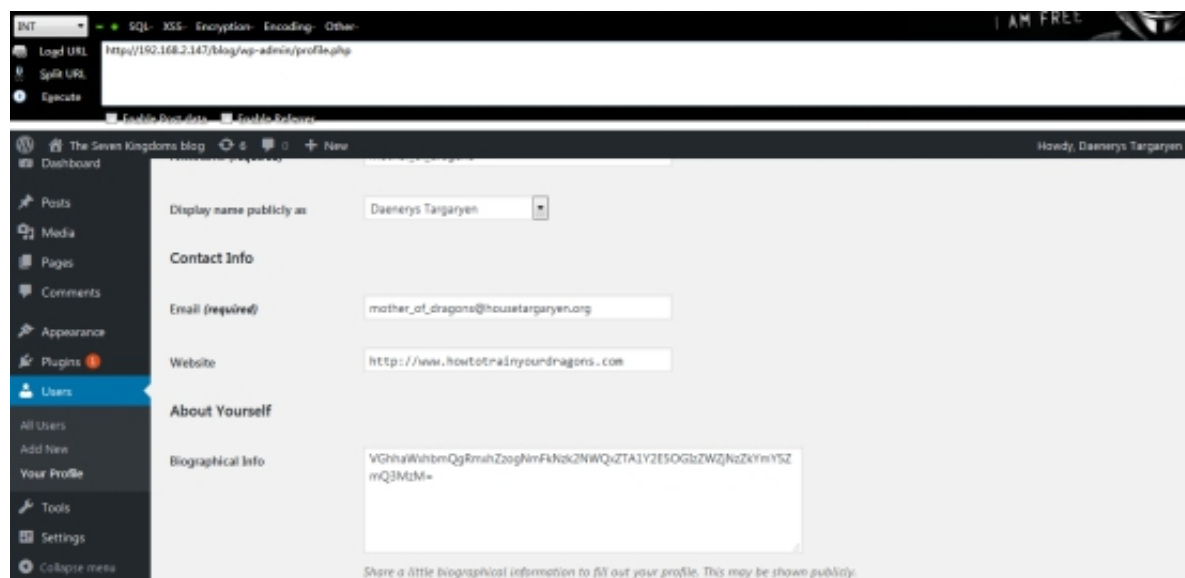 INT
SQL- XSS- Encryption- Encoding- Other-
I AM FREE
Load URL
http://192.168.2.147/blog/wp-admin/profile.php
Split URL
Execute
Enable Post data Enable Referrer
The Seven Kingdoms blog 6 0 + New
Howdy, Daenerys Targaryen
Dashboard
Posts
Media
Pages
Comments
Appearance
Plugins 1
Users
All Users
Add New
Your Profile
Tools
Settings
Collapse menu
Display name publicly as
Daenerys Targaryen
Contact Info
Email (required)
mother_of_dragons@housetargaryen.org
Website
http://www.howtotrainyourdragons.com
About Yourself
Biographical Info
Share a little biographical information to fill out your profile. This may be shown publicly.